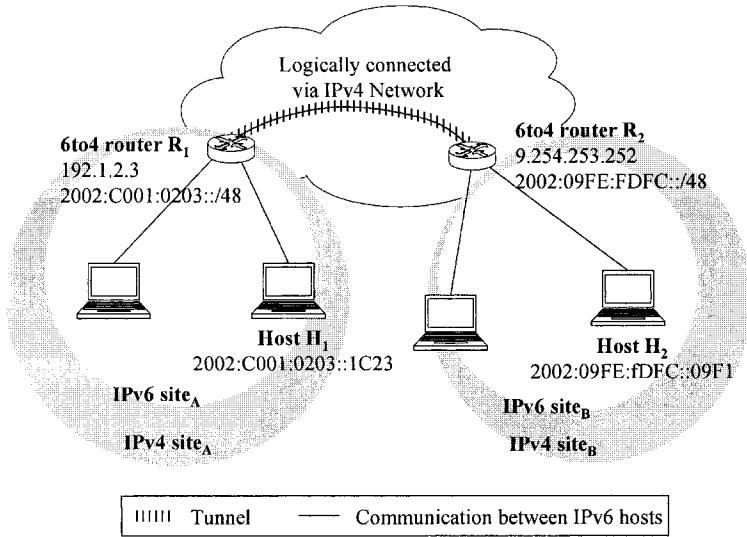 Logically connected
via IPv4 Network
6to4 router R1
192.1.2.3
2002:C001:0203::/48
6to4 router R2
9.254.253.252
2002:09FE:FDFC::/48
Host H1
2002:C001:0203::1C23
Host H2
2002:09FE:fDFC::09F1
IPv6 siteA
IPv4 siteA
IPv6 siteB
IPv4 siteB
Tunnel
Communication between IPv6 hosts